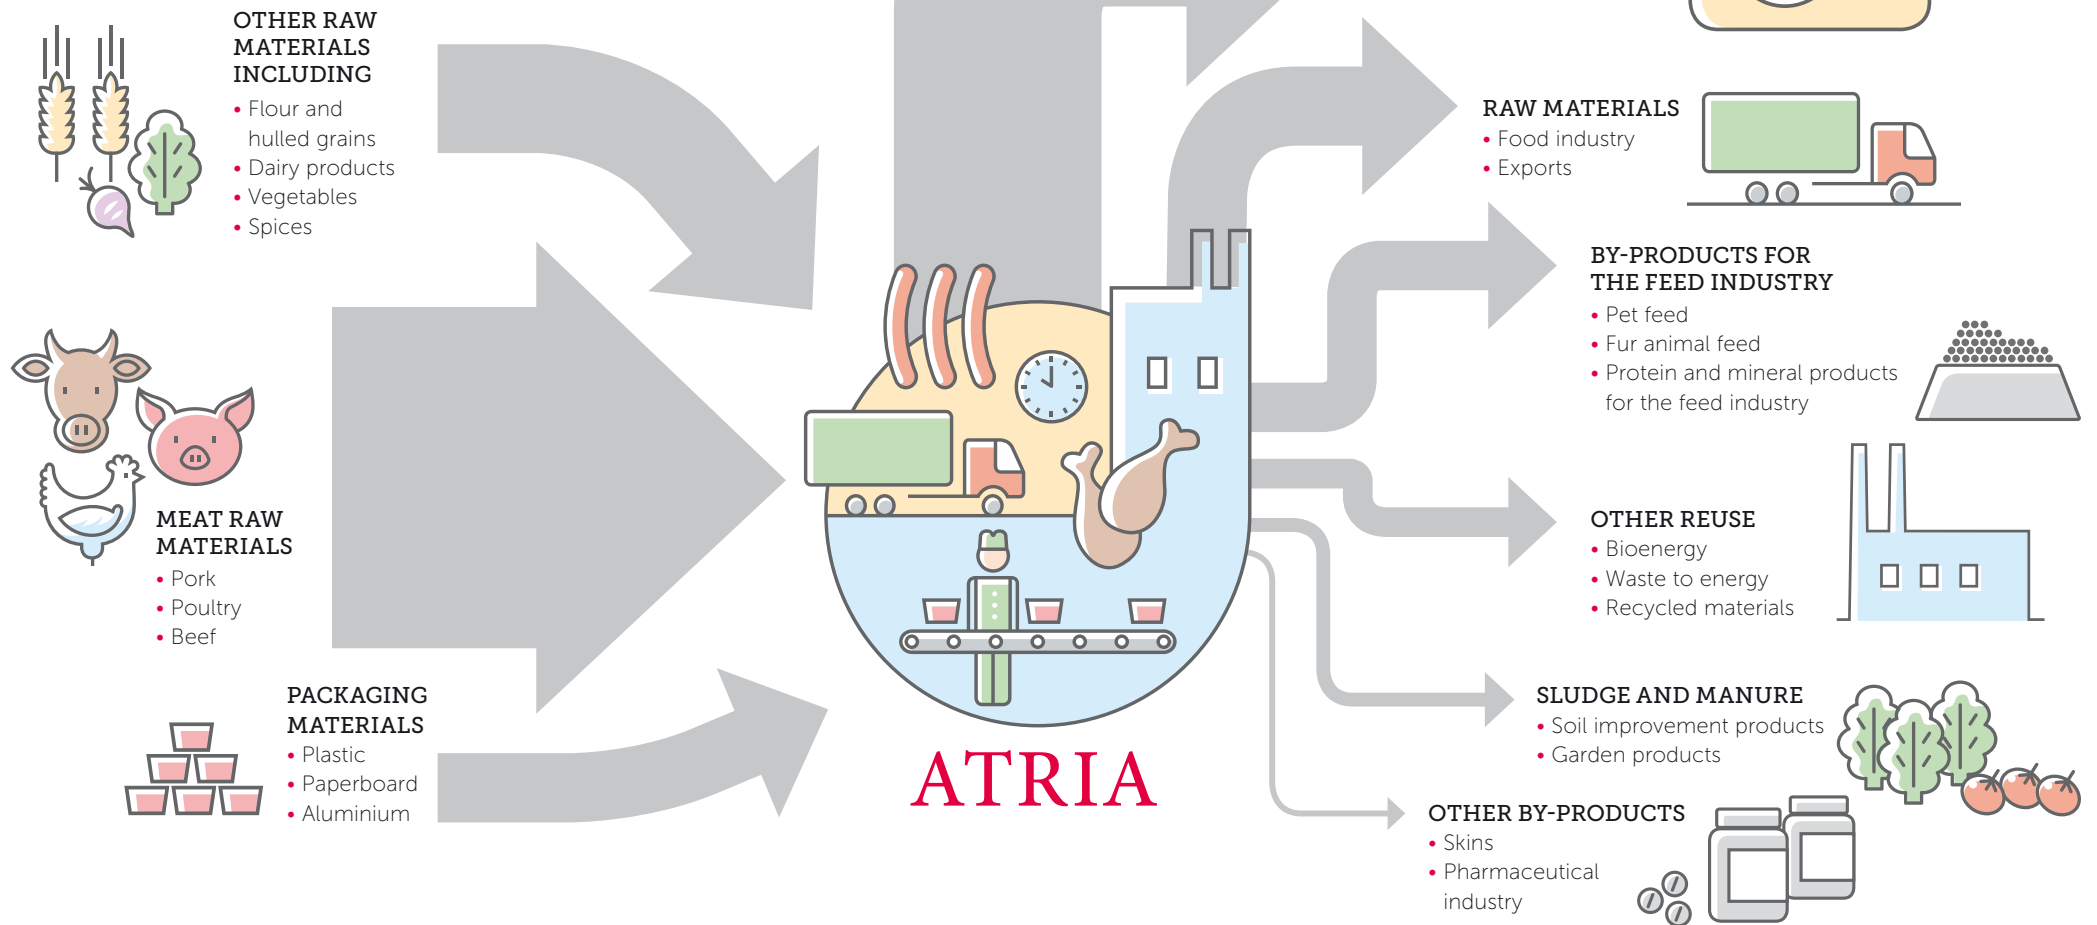 OTHER RAW
MATERIALS
INCLUDING
• Flour and
hulled grains
• Dairy products
• Vegetables
• Spices
MEAT RAW
MATERIALS
• Pork
• Poultry
• Beef
PACKAGING
MATERIALS
• Plastic
• Paperboard
• Aluminium
ATRIA
RAW MATERIALS
• Food industry
• Exports
BY-PRODUCTS FOR
THE FEED INDUSTRY
• Pet feed
• Fur animal feed
• Protein and mineral products
for the feed industry
OTHER REUSE
• Bioenergy
• Waste to energy
• Recycled materials
SLUDGE AND MANURE
• Soil improvement products
• Garden products
OTHER BY-PRODUCTS
• Skins
• Pharmaceutical
industry